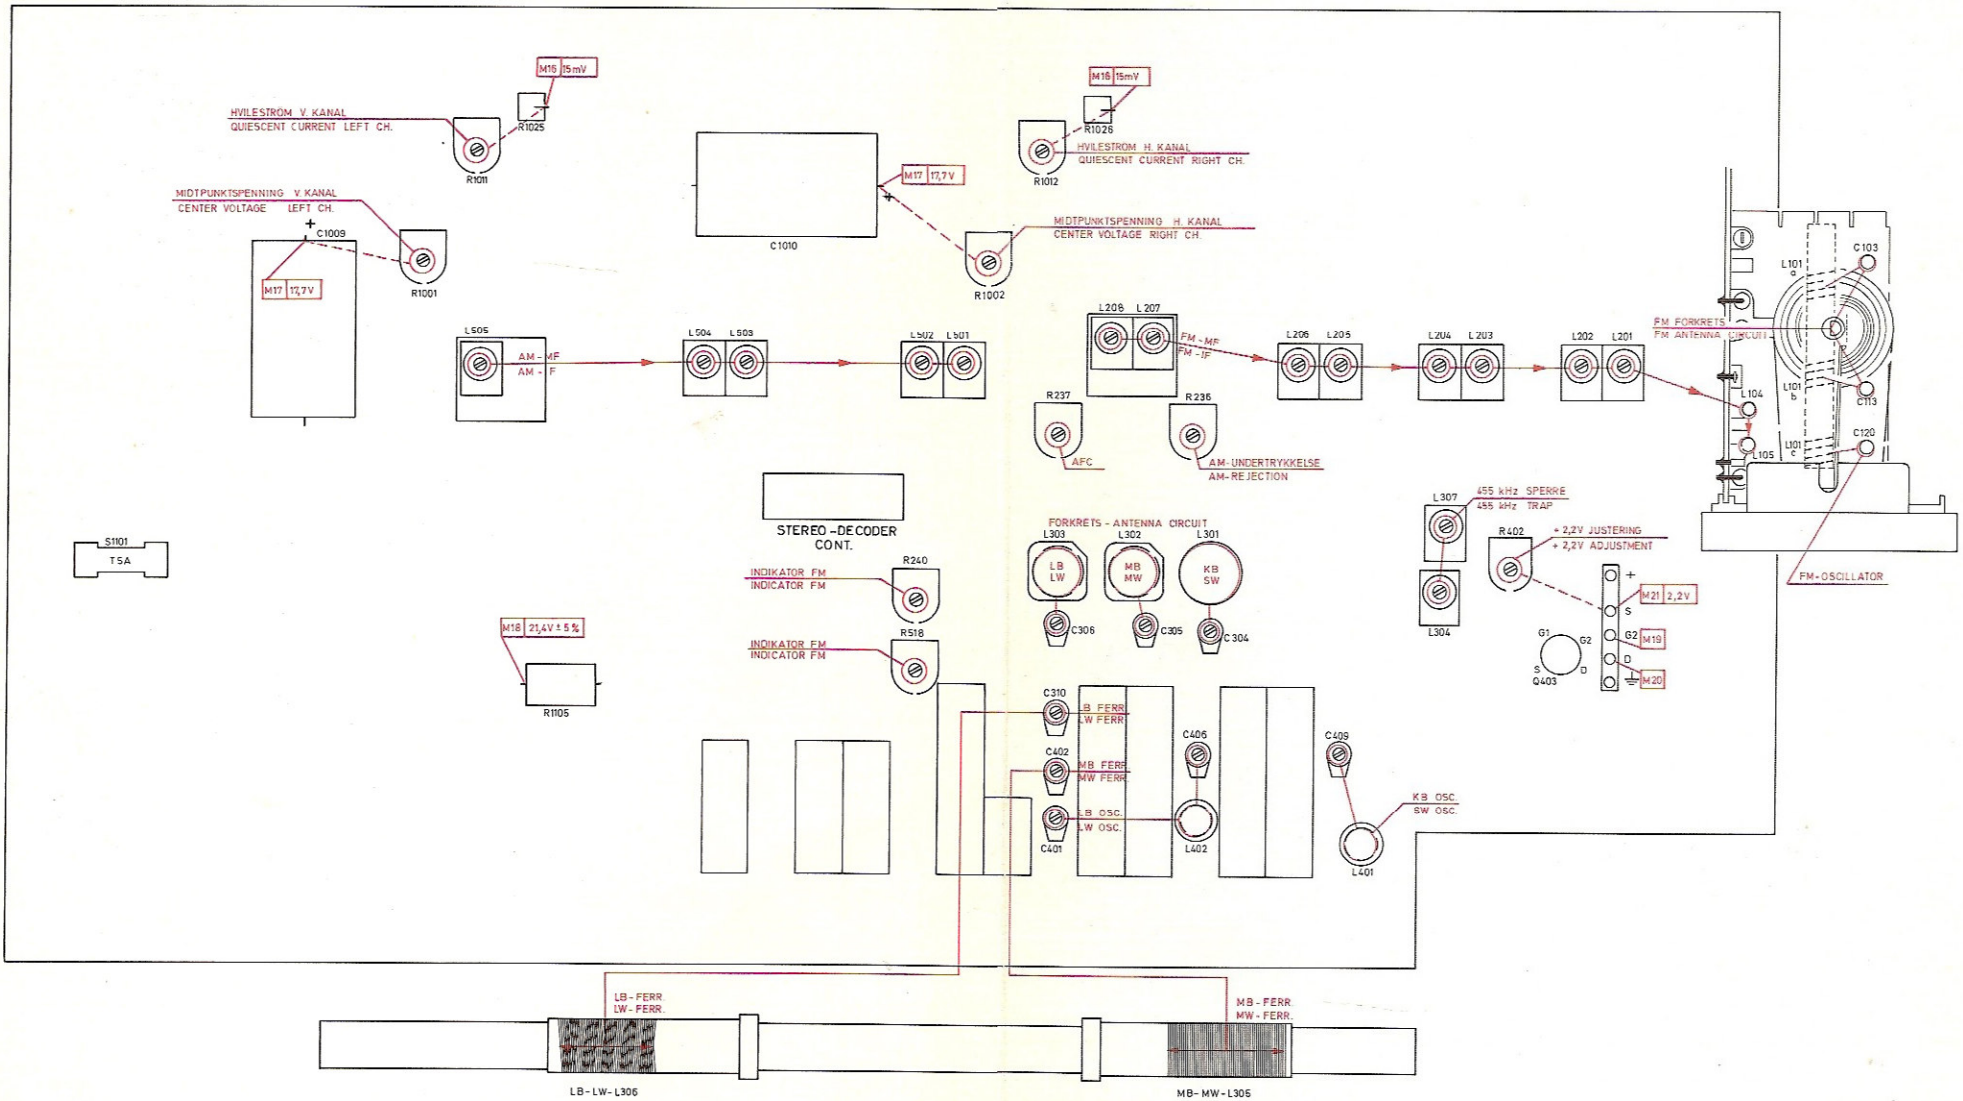 M16 15mV
R1025
HVILESTRØM V. KANAL
QUIESCENT CURRENT LEFT CH.
R1011
M16 15mV
R1026
HVILESTRØM H. KANAL
QUIESCENT CURRENT RIGHT CH.
R1012
MIDTPUNKTSPENNING V. KANAL
CENTER VOLTAGE LEFT CH.
+
C1009
M17 17,7V
R1001
M17 17,7V
+
C1010
MIDTPUNKTSPENNING H. KANAL
CENTER VOLTAGE RIGHT CH.
R1002
L505
AM-MF
AM-IF
L504 L503
L502 L501
L208 L207
FM-MF
FM-IF
L206 L205
L204 L203
L202 L201
FM FORKRETS
FM ANTENNA CIRCUIT
L101
a
C103
L101
b
C113
L104
L105
L101
c
C120
R237
AFC
R236
AM-UNDERTRYKKELSE
AM-REJECTION
STEREO-DECODER
CONT.
S1101
T5A
INDIKATOR FM
INDICATOR FM
R240
INDIKATOR FM
INDICATOR FM
R518
M18 21,4V ± 5%
R1105
FORKRETS - ANTENNA CIRCUIT
L303 L302 L301
LB
LW
MB
MW
KB
SW
C306
C305
C304
L307
455 kHz SPERRE
455 kHz TRAP
L304
R402
+ 2,2V JUSTERING
+ 2,2V ADJUSTMENT
+
S
M21 2,2V
G2
M19
D
M20
G1
G2
S
D
Q403
FM-OSCILLATOR
C310
LB FERR.
LW FERR.
C402
MB FERR.
MW FERR.
LB OSC.
LW OSC.
C401
C406
L402
C409
KB OSC.
SW OSC.
L401
LB-FERR.
LW-FERR.
MB-FERR.
MW-FERR.
LB-LW-L306
MB-MW-L305